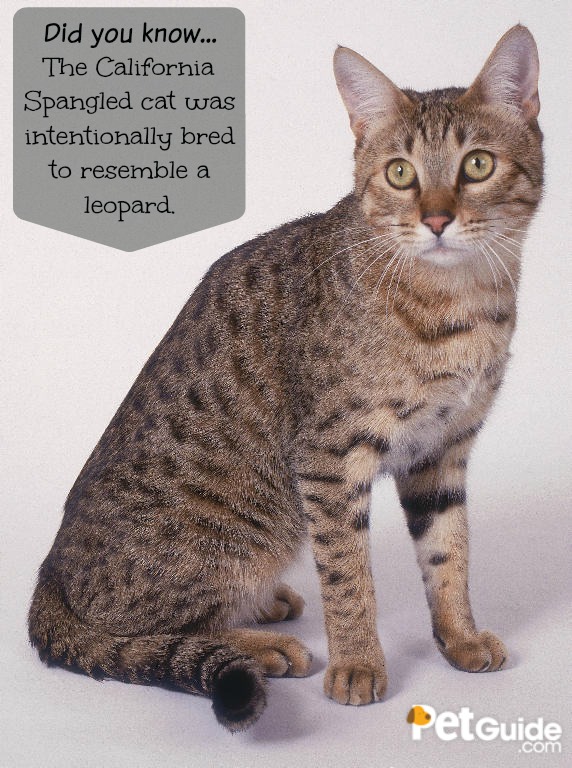 Did you know...
The California
Spangled cat was
intentionally bred
to resemble a
leopard.
PetGuide
.com